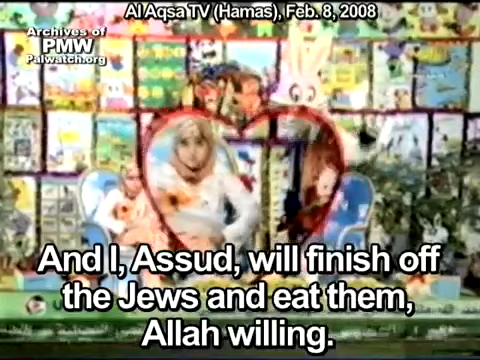 Al Aqsa TV (Hamas), Feb. 8, 2008
Archives of
PMW
Palwatch.org
And I, Assud, will finish off
the Jews and eat them,
Allah willing.